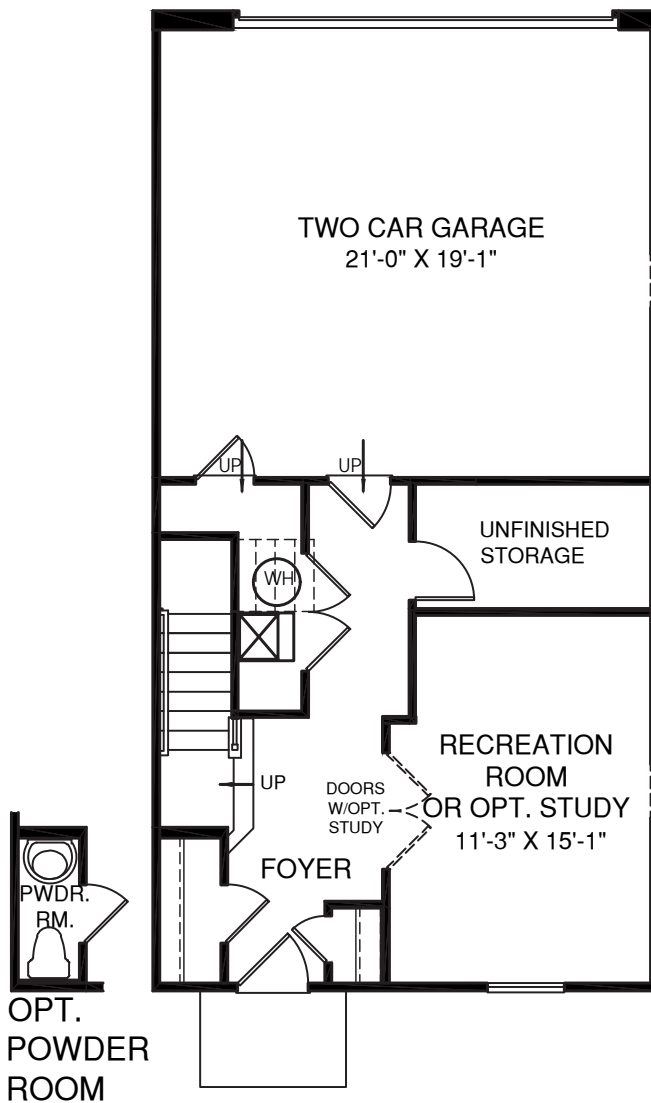 TWO CAR GARAGE
21'-0" X 19'-1"
UP
UP
UNFINISHED
STORAGE
WH
RECREATION
ROOM
OR OPT. STUDY
11'-3" X 15'-1"
UP
DOORS
W/OPT.
STUDY
FOYER
PWDR.
RM.
OPT.
POWDER
ROOM